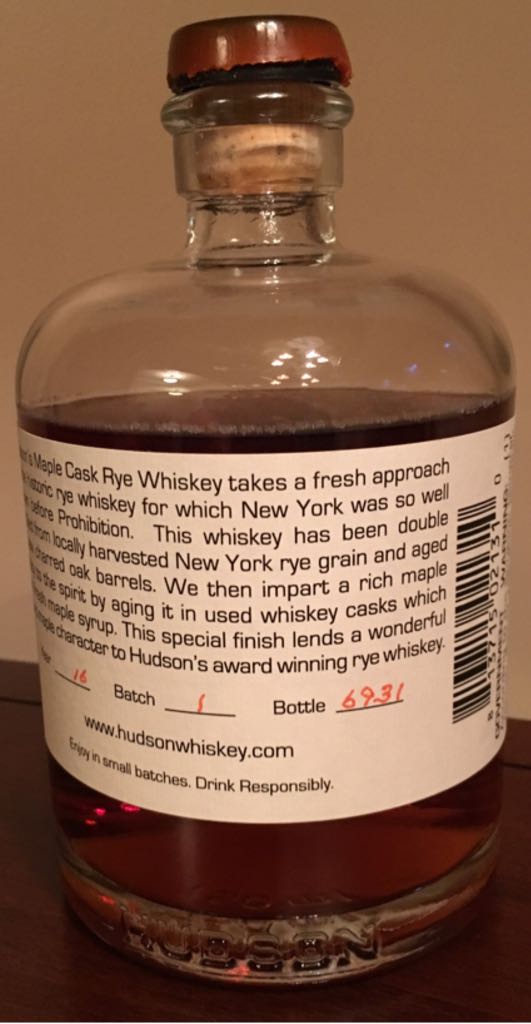 Maple Cask Rye Whiskey takes a fresh approach
historic rye whiskey for which New York was so well
before Prohibition. This whiskey has been double
from locally harvested New York rye grain and aged
charred oak barrels. We then impart a rich maple
to the spirit by aging it in used whiskey casks which
maple syrup. This special finish lends a wonderful
character to Hudson's award winning rye whiskey.
16 Batch 1 Bottle 6931
www.hudsonwhiskey.com
Enjoy in small batches. Drink Responsibly.
HUDSON